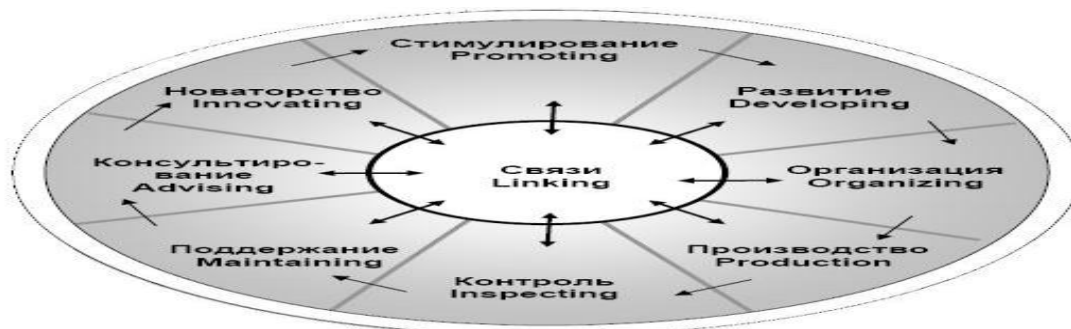 Стимулирование
Promoting
Новаторство
Innovating
Развитие
Developing
Консультиро-
вание
Advising
Связи
Linking
Организация
Organizing
Поддержание
Maintaining
Производство
Production
Контроль
Inspecting